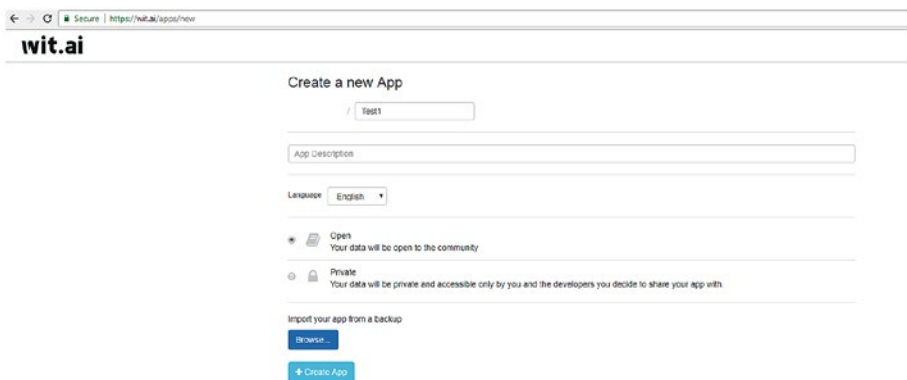 Secure | https://wit.ai/apps/new
wit.ai
Create a new App
/ Test1
App Description
Language English
Open
Your data will be open to the community
Private
Your data will be private and accessible only by you and the developers you decide to share your app with.
Import your app from a backup
Browse...
+ Create App